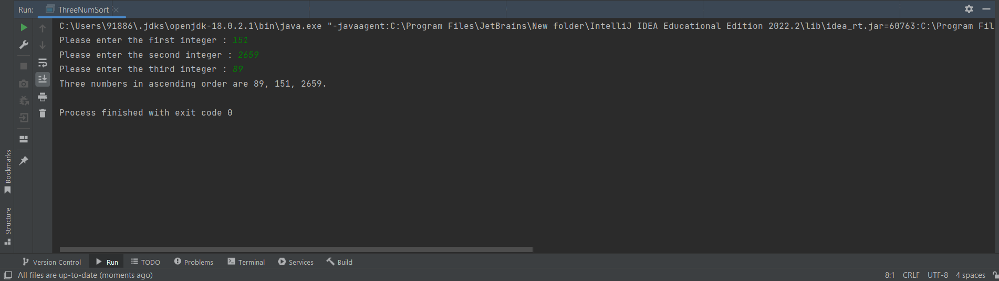 Run: ThreeNumSort
C:\Users\91886\.jdks\openjdk-18.0.2.1\bin\java.exe "-javaagent:C:\Program Files\JetBrains\New folder\IntelliJ IDEA Educational Edition 2022.2\lib\idea_rt.jar=60763:C:\Program Fil
Please enter the first integer : 151
Please enter the second integer : 2659
Please enter the third integer : 89
Three numbers in ascending order are 89, 151, 2659.
Process finished with exit code 0
Bookmarks
Structure
Version Control Run TODO Problems Terminal Services Build
All files are up-to-date (moments ago) 8:1 CRLF UTF-8 4 spaces